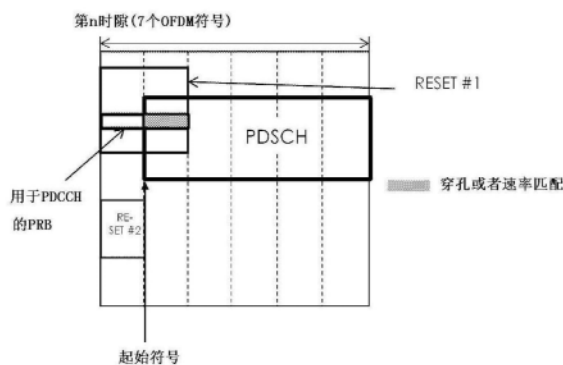 第n时隙(7个OFDM符号)
RESET #1
PDSCH
用于PDCCH
的PRB
穿孔或者速率匹配
RE-
SET #2
起始符号